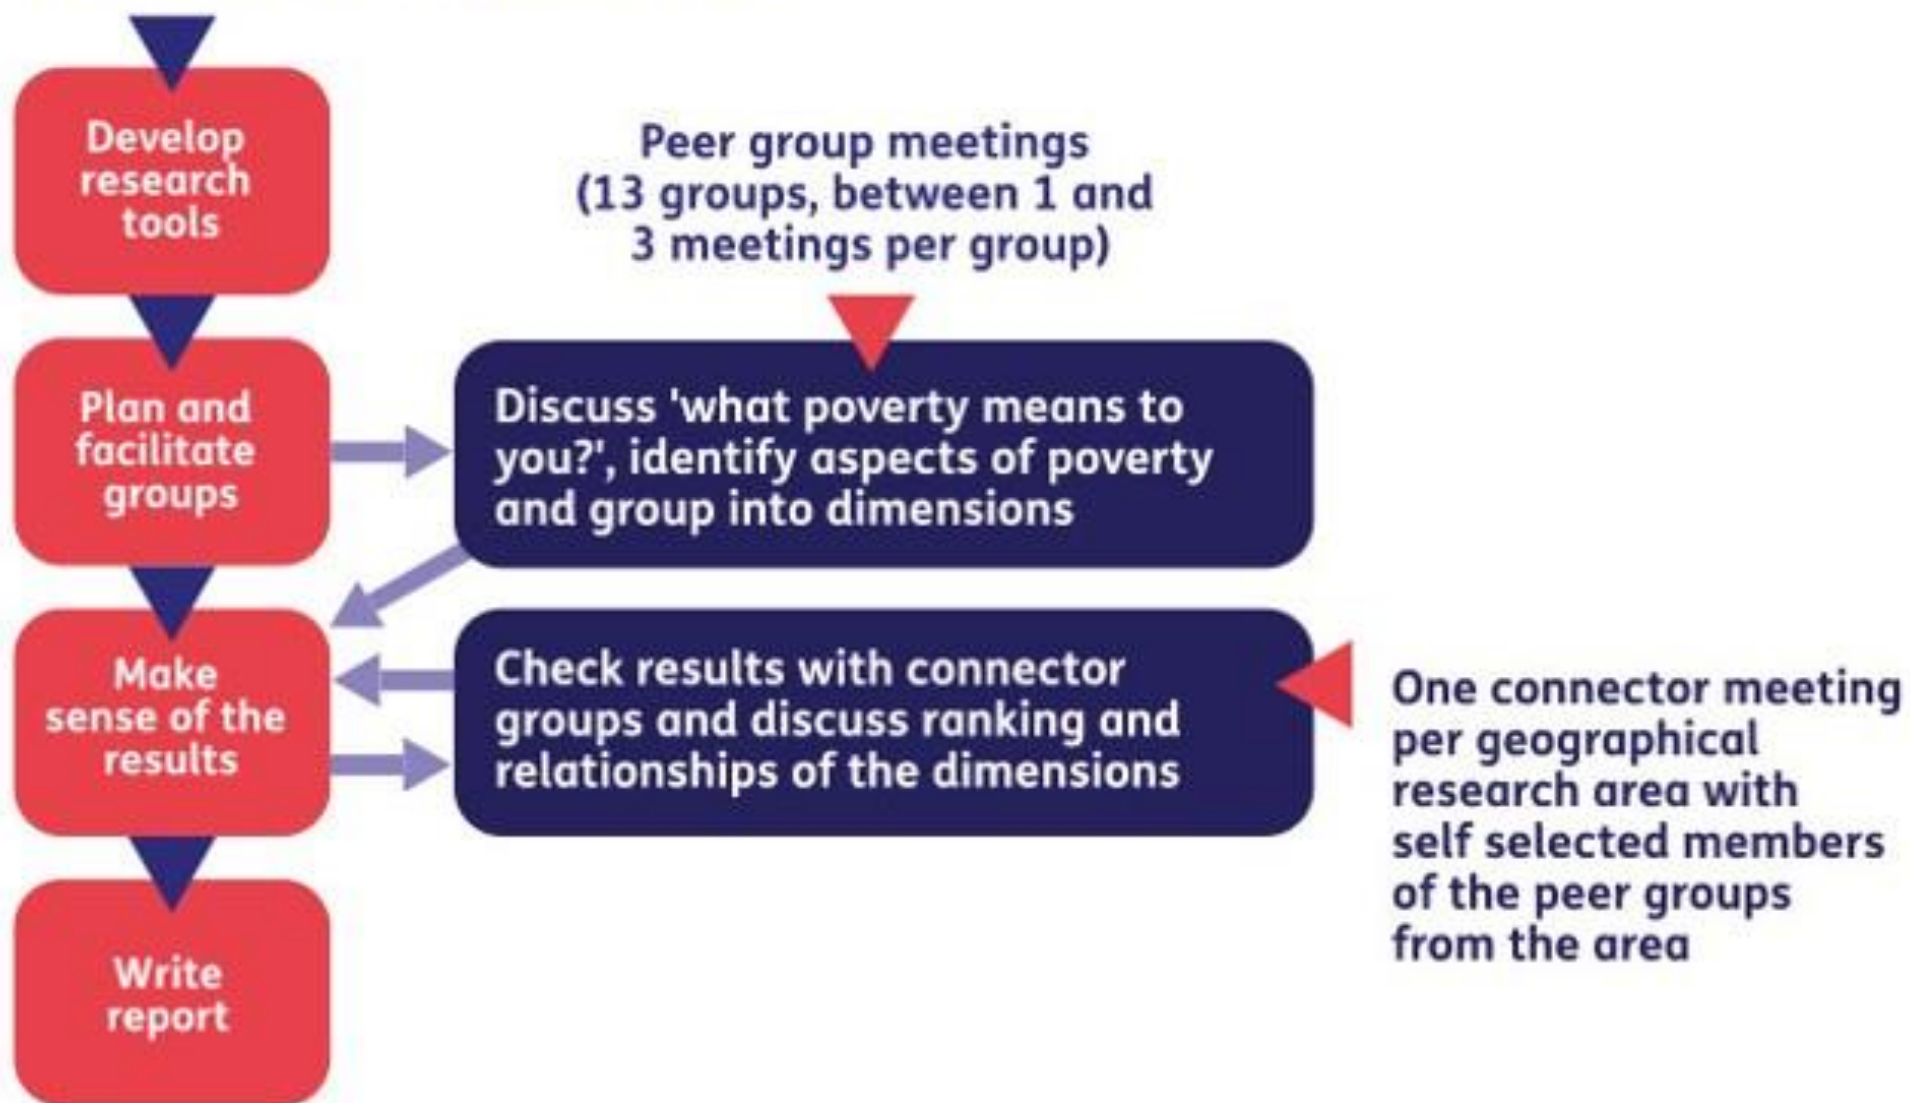 Develop
research
tools
Peer group meetings
(13 groups, between 1 and
3 meetings per group)
Plan and
facilitate
groups
Discuss 'what poverty means to
you?', identify aspects of poverty
and group into dimensions
Make
sense of the
results
Check results with connector
groups and discuss ranking and
relationships of the dimensions
One connector meeting
per geographical
research area with
self selected members
of the peer groups
from the area
Write
report